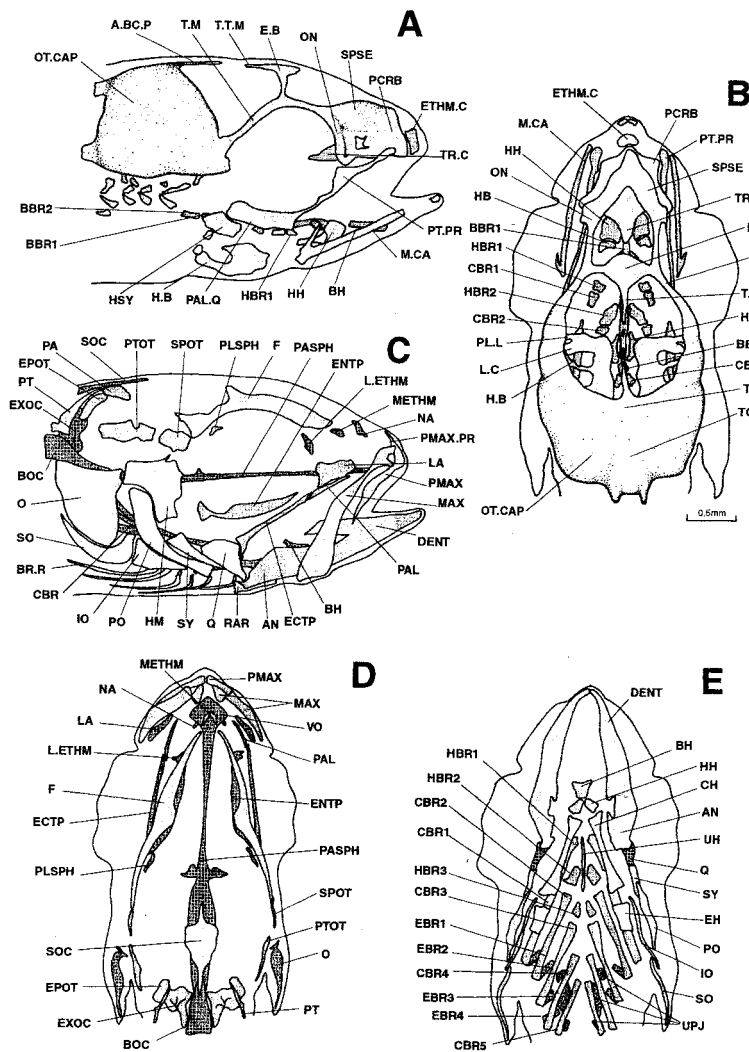 A
A.BC.P
T.M
T.T.M
E.B
ON
SPSE
PCRB
ETHM.C
OT.CAP
TR.C
BBR2
BBR1
PT.PR
M.CA
HSY
H.B
PAL.Q
HBR1
HH
BH
B
ETHM.C
M.CA
HH
ON
HB
BBR1
HBR1
CBR1
HBR2
CBR2
PL.L
L.C
H.B
OT.CAP
PCRB
PT.PR
SPSE
0,5mm
C
PA
SOC
PTOT
SPOT
PLSPH
F
PASPH
ENTP
L.ETHM
METHM
NA
EPOT
PT
EXOC
PMAX.PR
LA
PMAX
MAX
BOC
O
SO
BR.R
CBR
DENT
PAL
IO
PO
HM
SY
Q
RAR
AN
ECTP
BH
D
METHM
NA
LA
L.ETHM
F
ECTP
PLSPH
SOC
EPOT
EXOC
BOC
PMAX
MAX
VO
PAL
ENTP
PASPH
SPOT
PTOT
O
PT
E
DENT
HBR1
HBR2
CBR2
CBR1
HBR3
CBR3
EBR1
EBR2
CBR4
EBR3
EBR4
CBR5
BH
HH
CH
AN
UH
Q
SY
EH
PO
IO
SO
UPJ